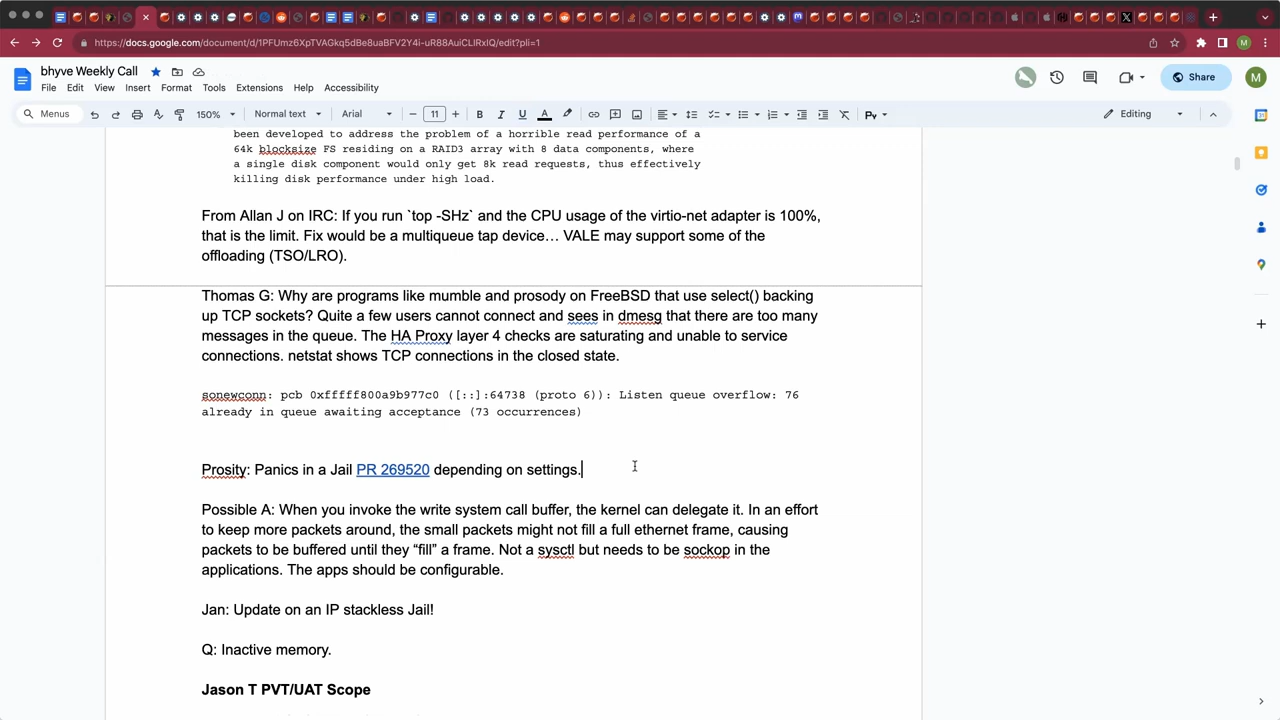 https://docs.google.com/document/d/1PFUmz6XpTVAGkq5dBe8uaBFV2Y4i-uR88AuiCLIRxIQ/edit?pli=1
M
bhyve Weekly Call
File Edit View Insert Format Tools Extensions Help Accessibility
Share
M
Menus 150% Normal text Arial 11 B I U A Editing
been developed to address the problem of a horrible read performance of a
64k blocksize FS residing on a RAID3 array with 8 data components, where
a single disk component would only get 8k read requests, thus effectively
killing disk performance under high load.
From Allan J on IRC: If you run `top -SHz` and the CPU usage of the virtio-net adapter is 100%,
that is the limit. Fix would be a multiqueue tap device… VALE may support some of the
offloading (TSO/LRO).
Thomas G: Why are programs like mumble and prosody on FreeBSD that use select() backing
up TCP sockets? Quite a few users cannot connect and sees in dmesg that there are too many
messages in the queue. The HA Proxy layer 4 checks are saturating and unable to service
connections. netstat shows TCP connections in the closed state.
sonewconn: pcb 0xfffff800a9b977c0 ([::]:64738 (proto 6)): Listen queue overflow: 76
already in queue awaiting acceptance (73 occurrences)
Prosity: Panics in a Jail PR 269520 depending on settings.
Possible A: When you invoke the write system call buffer, the kernel can delegate it. In an effort
to keep more packets around, the small packets might not fill a full ethernet frame, causing
packets to be buffered until they “fill” a frame. Not a sysctl but needs to be sockop in the
applications. The apps should be configurable.
Jan: Update on an IP stackless Jail!
Q: Inactive memory.
Jason T PVT/UAT Scope